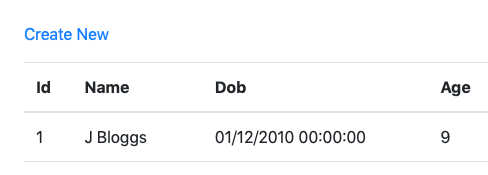 Create New
Id Name Dob Age
1 J Bloggs 01/12/2010 00:00:00 9